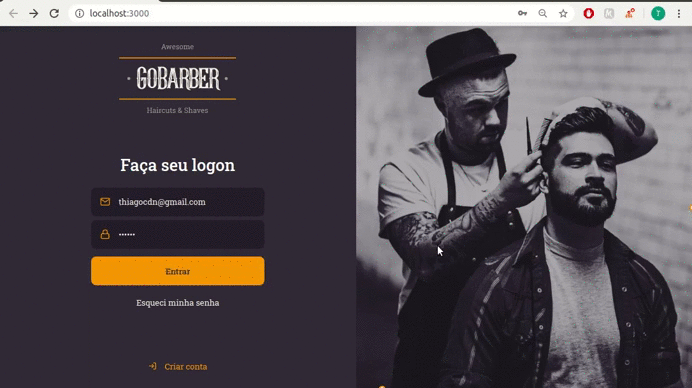 localhost:3000
T
Awesome
GOBARBER
Haircuts & Shaves
Faça seu logon
thiagocdn@gmail.com
••••••
Entrar
Esqueci minha senha
Criar conta